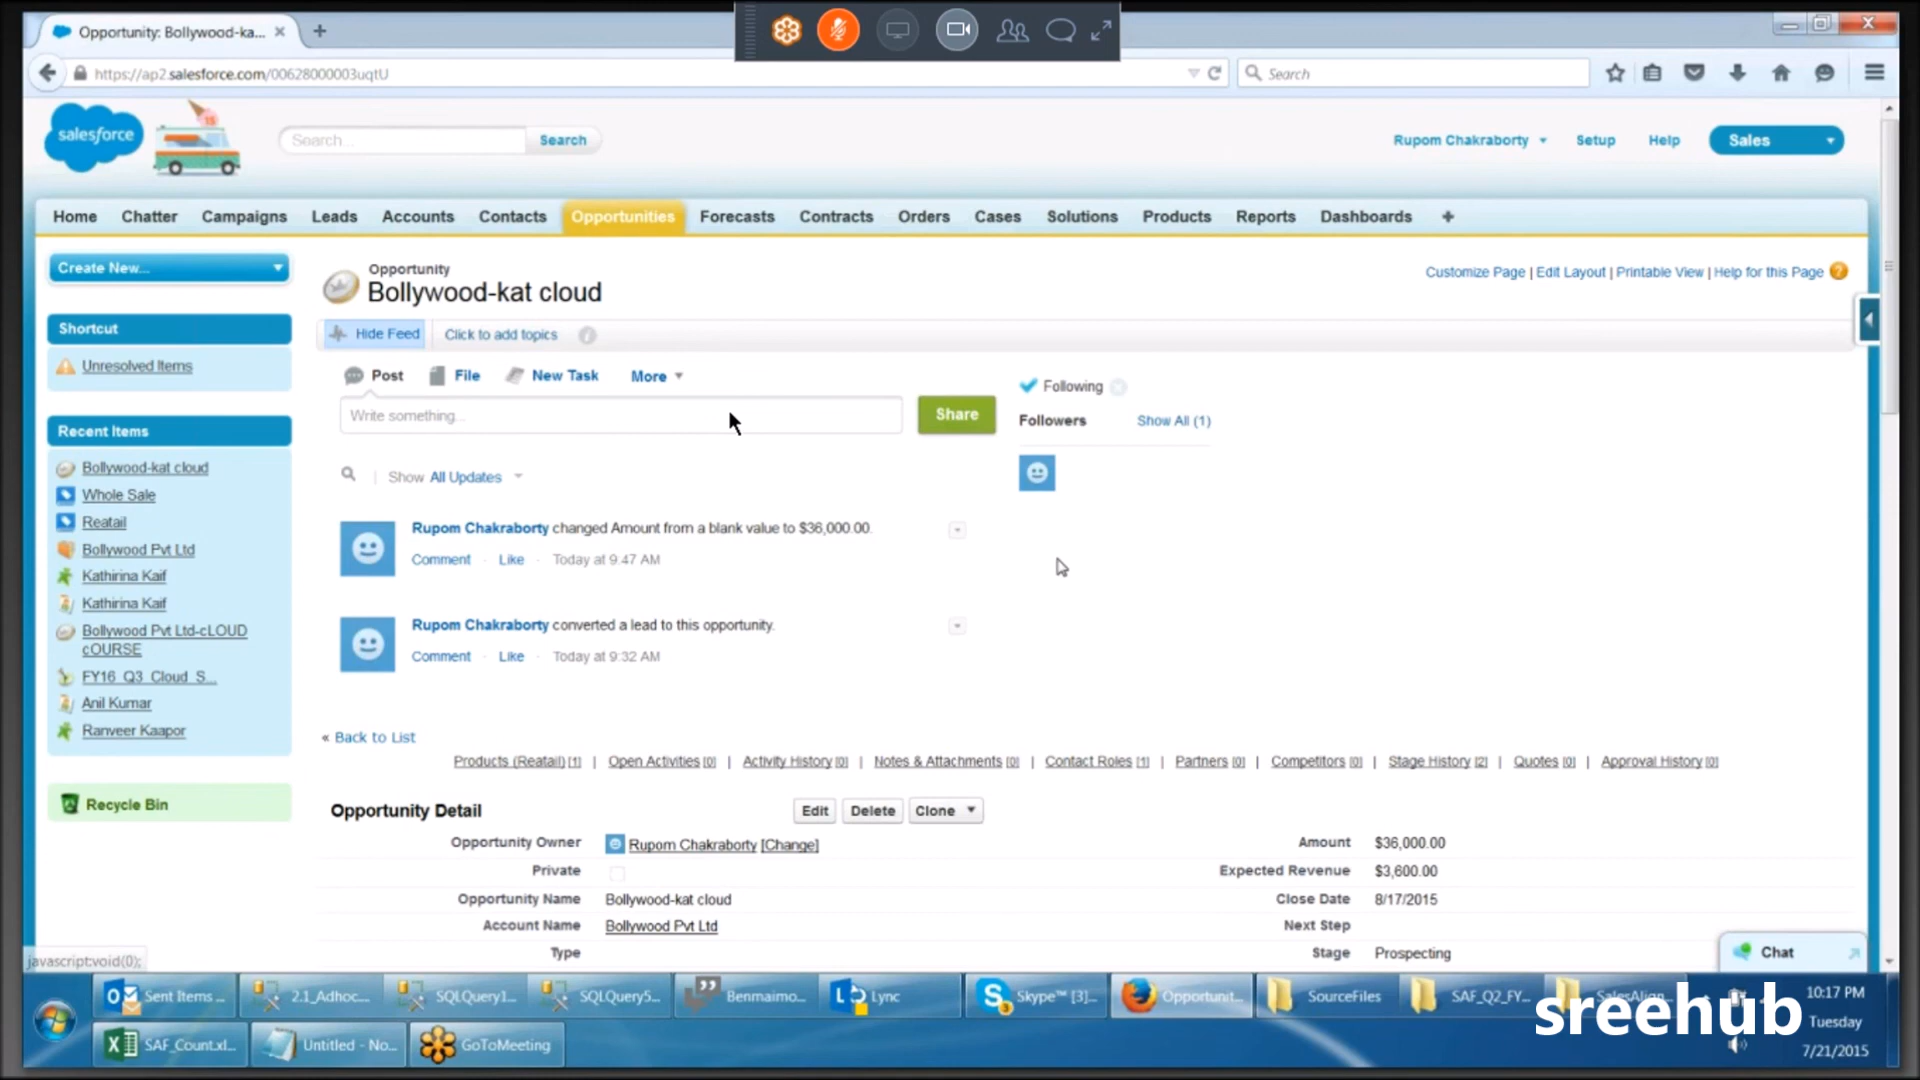 Opportunity: Bollywood-ka...
https://ap2.salesforce.com/00628000003uqtU
Search
salesforce
15
Search...
Search
Rupom Chakraborty
Setup
Help
Sales
Home
Chatter
Campaigns
Leads
Accounts
Contacts
Opportunities
Forecasts
Contracts
Orders
Cases
Solutions
Products
Reports
Dashboards
+
Create New...
Shortcut
Unresolved Items
Recent Items
Bollywood-kat cloud
Whole Sale
Reatail
Bollywood Pvt Ltd
Kathirina Kaif
Kathirina Kaif
Bollywood Pvt Ltd-cLOUD
cOURSE
FY16_Q3_Cloud_S...
Anil Kumar
Ranveer Kaapor
Recycle Bin
Opportunity
Bollywood-kat cloud
Customize Page | Edit Layout | Printable View | Help for this Page ?
Hide Feed
Click to add topics
i
Post
File
New Task
More
Write something...
Share
Following
Followers
Show All (1)
Show All Updates
Rupom Chakraborty changed Amount from a blank value to $36,000.00.
Comment · Like · Today at 9:47 AM
Rupom Chakraborty converted a lead to this opportunity.
Comment · Like · Today at 9:32 AM
« Back to List
Products (Reatail) [1] | Open Activities [0] | Activity History [0] | Notes & Attachments [0] | Contact Roles [1] | Partners [0] | Competitors [0] | Stage History [2] | Quotes [0] | Approval History [0]
Opportunity Detail
Edit
Delete
Clone
Opportunity Owner
Rupom Chakraborty [Change]
Amount
$36,000.00
Private
Expected Revenue
$3,600.00
Opportunity Name
Bollywood-kat cloud
Close Date
8/17/2015
Account Name
Bollywood Pvt Ltd
Next Step
Type
Stage
Prospecting
Chat
javascript:void(0);
Sent Items ...
2.1_Adhoc...
SQLQuery1...
SQLQuery5...
Benmaimo...
Lync
Skype™ [3]...
Opportunit...
SourceFiles
SAF_Q2_FY...
SalesAlign...
10:17 PM
Tuesday
7/21/2015
SAF_Count.xl...
Untitled - No...
GoToMeeting
sreehub